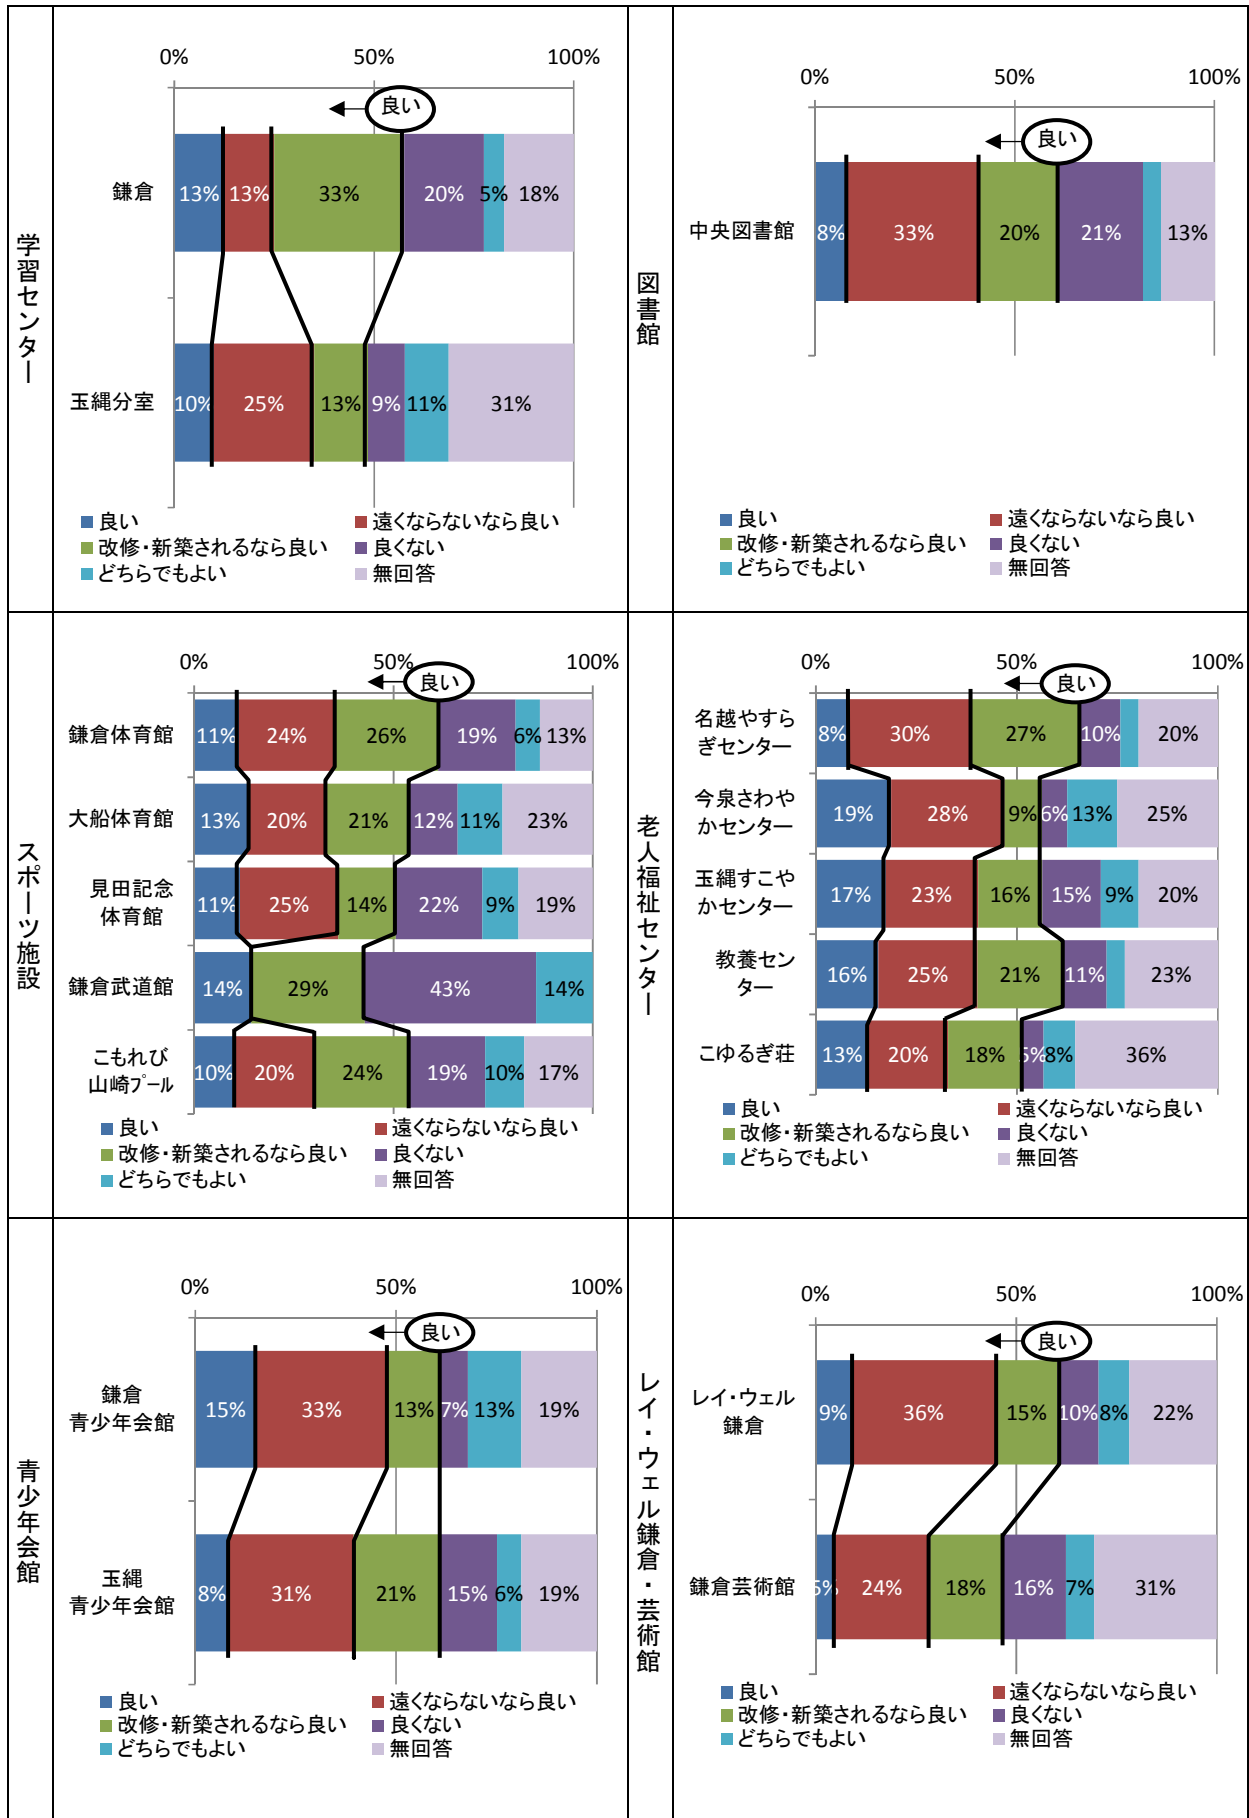 学習センター
0%
50%
100%
良い
鎌倉
13%
13%
33%
20%
5%
18%
玉縄分室
10%
25%
13%
9%
11%
31%
良い
遠くならないなら良い
改修・新築されるなら良い
良くない
どちらでもよい
無回答
図書館
0%
50%
100%
良い
中央図書館
8%
33%
20%
21%
13%
良い
遠くならないなら良い
改修・新築されるなら良い
良くない
どちらでもよい
無回答
スポーツ施設
0%
50%
100%
良い
鎌倉体育館
11%
24%
26%
19%
6%
13%
大船体育館
13%
20%
21%
12%
11%
23%
見田記念
体育館
11%
25%
14%
22%
9%
19%
鎌倉武道館
14%
29%
43%
14%
こもれび
山崎プール
10%
20%
24%
19%
10%
17%
良い
遠くならないなら良い
改修・新築されるなら良い
良くない
どちらでもよい
無回答
老人福祉センター
0%
50%
100%
良い
名越やすら
ぎセンター
8%
30%
27%
10%
20%
今泉さわや
かセンター
19%
28%
9%
6%
13%
25%
玉縄すこや
かセンター
17%
23%
16%
15%
9%
20%
教養セン
ター
16%
25%
21%
11%
23%
こゆるぎ荘
13%
20%
18%
5%
8%
36%
良い
遠くならないなら良い
改修・新築されるなら良い
良くない
どちらでもよい
無回答
青少年会館
0%
50%
100%
良い
鎌倉
青少年会館
15%
33%
13%
7%
13%
19%
玉縄
青少年会館
8%
31%
21%
15%
6%
19%
良い
遠くならないなら良い
改修・新築されるなら良い
良くない
どちらでもよい
無回答
レイ・ウェル鎌倉・芸術館
0%
50%
100%
良い
レイ・ウェル
鎌倉
9%
36%
15%
10%
8%
22%
鎌倉芸術館
5%
24%
18%
16%
7%
31%
良い
遠くならないなら良い
改修・新築されるなら良い
良くない
どちらでもよい
無回答